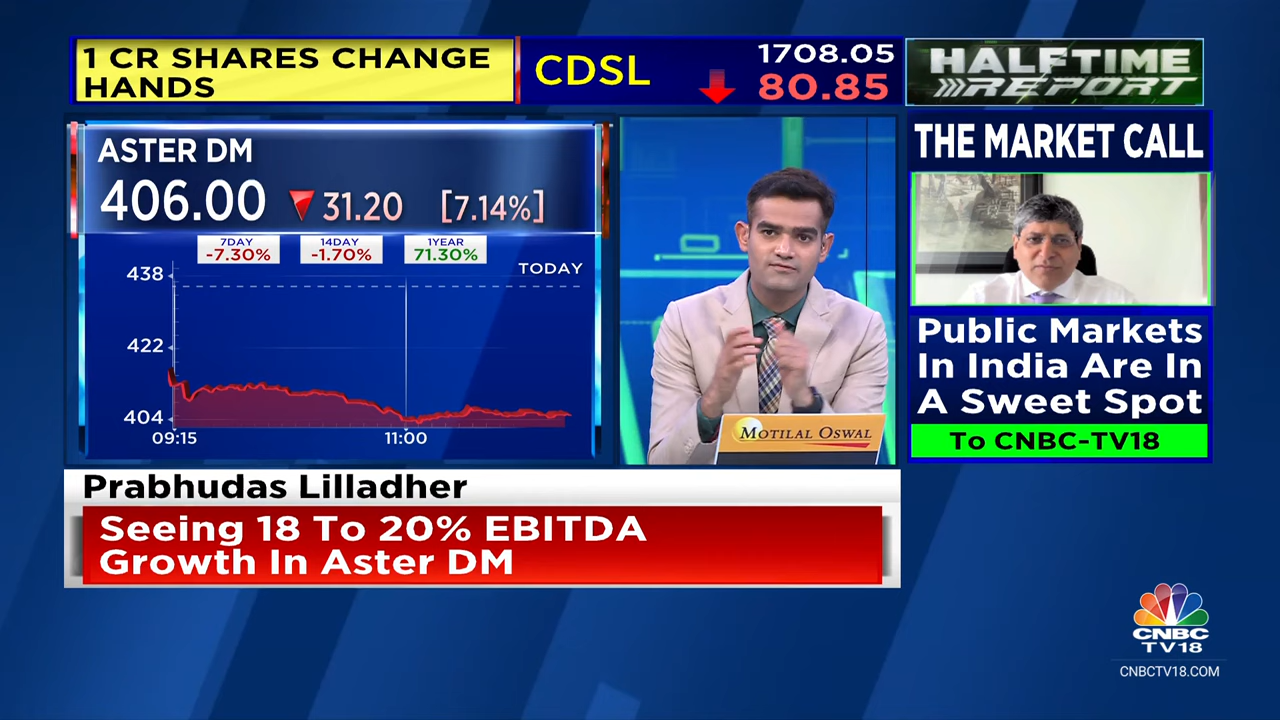 1 CR SHARES CHANGE
HANDS
CDSL
1708.05
80.85
HALFTIME
REPORT
ASTER DM
406.00 31.20 [7.14%]
7DAY
-7.30%
14DAY
-1.70%
1YEAR
71.30%
TODAY
438
422
404
09:15
11:00
MOTILAL OSWAL
THE MARKET CALL
Public Markets
In India Are In
A Sweet Spot
To CNBC-TV18
Prabhudas Lilladher
Seeing 18 To 20% EBITDA
Growth In Aster DM
CNBC
TV18
CNBCTV18.COM